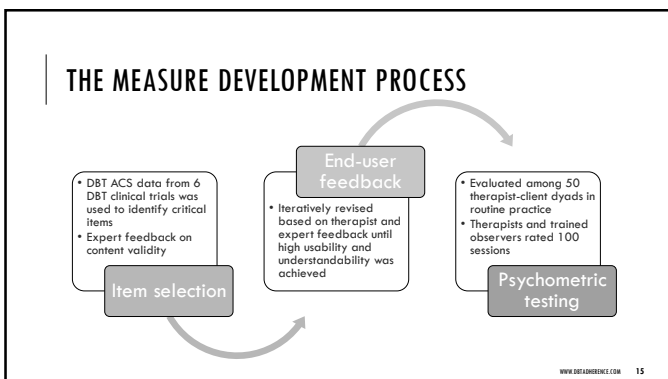 THE MEASURE DEVELOPMENT PROCESS
• DBT ACS data from 6
DBT clinical trials was
used to identify critical
items
• Expert feedback on
content validity
Item selection
End-user
feedback
• Iteratively revised
based on therapist and
expert feedback until
high usability and
understandability was
achieved
• Evaluated among 50
therapist-client dyads in
routine practice
• Therapists and trained
observers rated 100
sessions
Psychometric
testing
WWW.DBTADHERENCE.COM 15